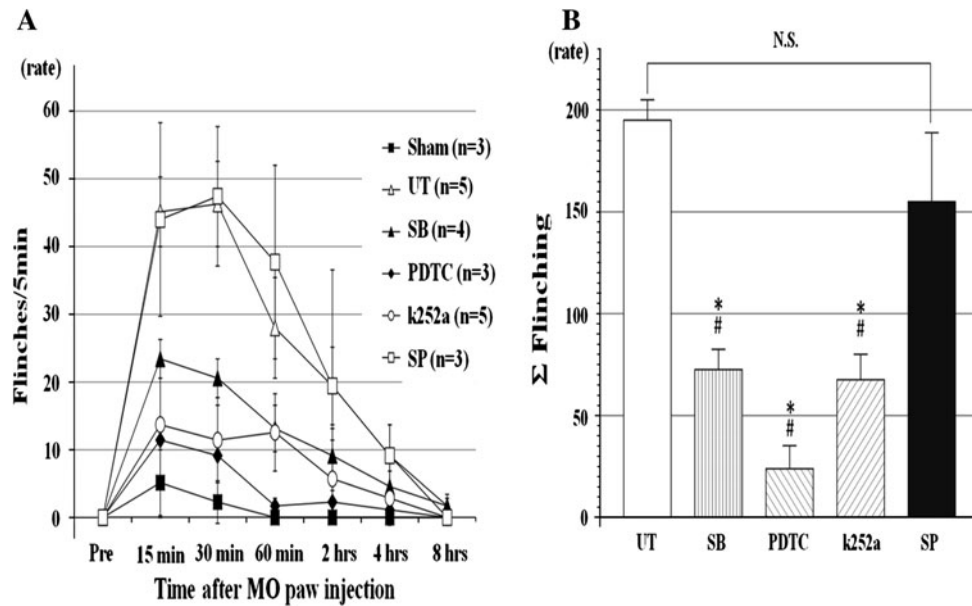 A
(rate)
Flinches/5min
60
50
40
30
20
10
0
Sham (n=3)
UT (n=5)
SB (n=4)
PDTC (n=3)
k252a (n=5)
SP (n=3)
Pre
15 min
30 min
60 min
2 hrs
4 hrs
8 hrs
Time after MO paw injection
B
(rate)
N.S.
Σ Flinching
200
150
100
50
0
*
#
*
#
*
#
UT
SB
PDTC
k252a
SP